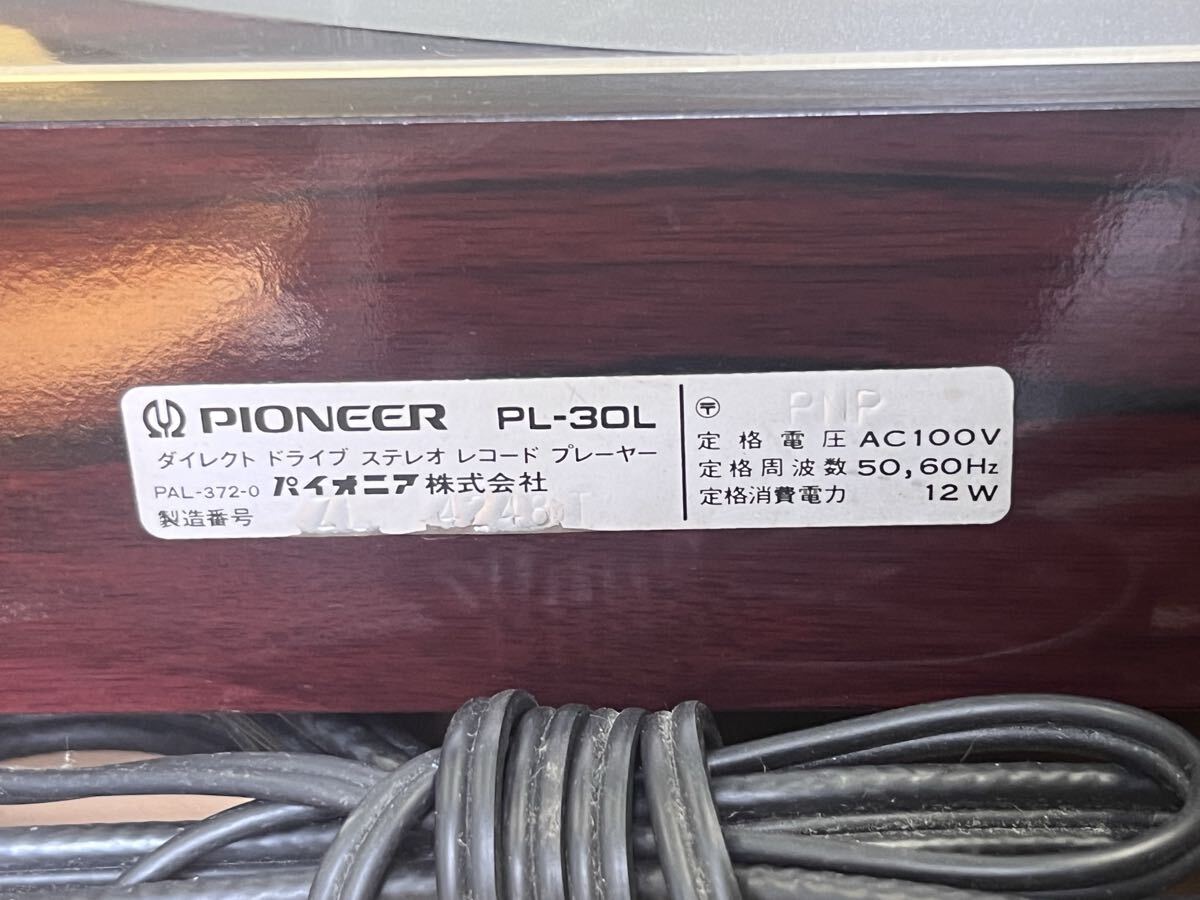 PIONEER PL-30L
ダイレクト ドライブ ステレオ レコード プレーヤー
PAL-372-0 パイオニア株式会社
製造番号
〒 PNP
定格電圧 AC100V
定格周波数 50,60Hz
定格消費電力 12W